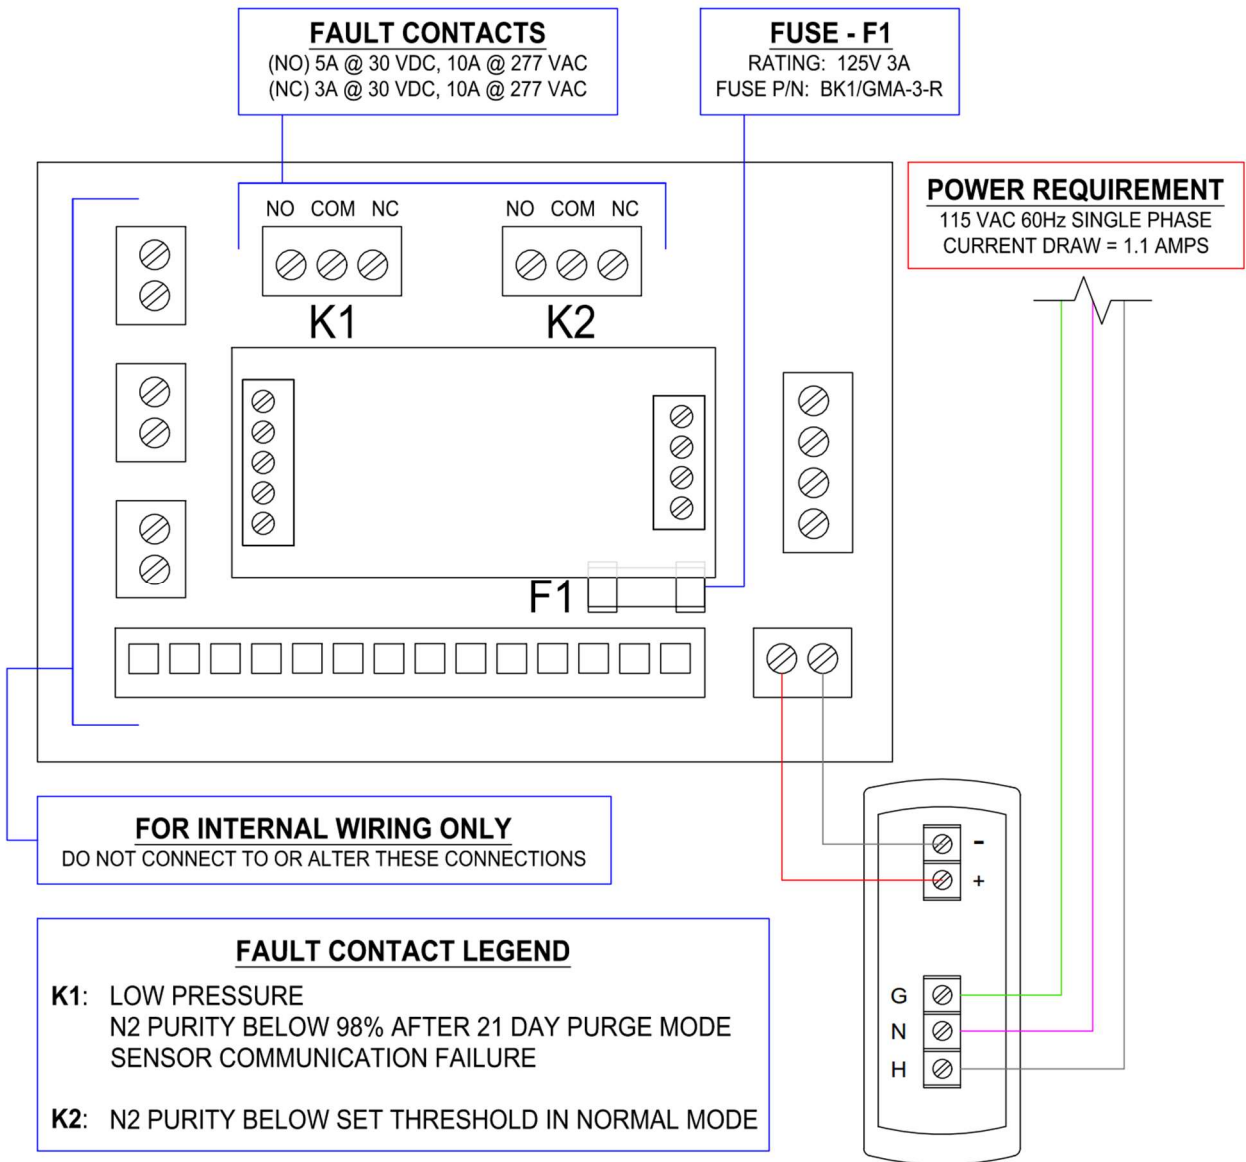 FAULT CONTACTS
(NO) 5A @ 30 VDC, 10A @ 277 VAC
(NC) 3A @ 30 VDC, 10A @ 277 VAC
FUSE - F1
RATING: 125V 3A
FUSE P/N: BK1/GMA-3-R
POWER REQUIREMENT
115 VAC 60Hz SINGLE PHASE
CURRENT DRAW = 1.1 AMPS
NO COM NC
NO COM NC
K1
K2
F1
FOR INTERNAL WIRING ONLY
DO NOT CONNECT TO OR ALTER THESE CONNECTIONS
-
+
G
N
H
FAULT CONTACT LEGEND
K1: LOW PRESSURE
N2 PURITY BELOW 98% AFTER 21 DAY PURGE MODE
SENSOR COMMUNICATION FAILURE
K2: N2 PURITY BELOW SET THRESHOLD IN NORMAL MODE